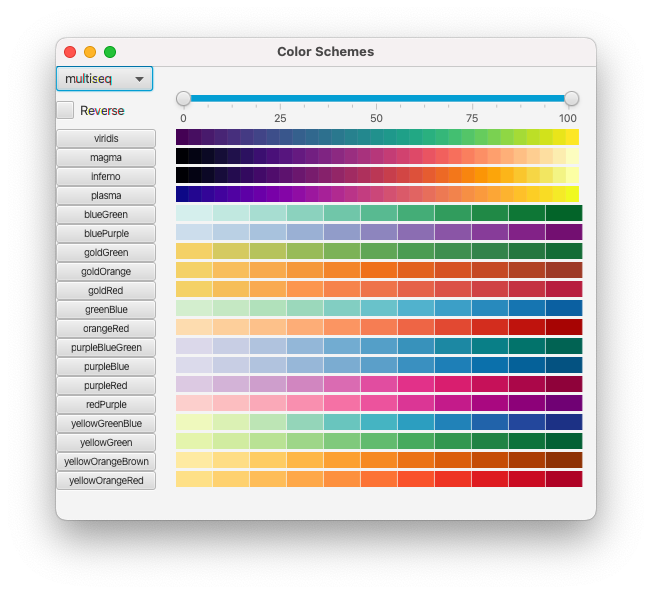 Color Schemes
multiseq
Reverse
0 25 50 75 100
viridis
magma
inferno
plasma
blueGreen
bluePurple
goldGreen
goldOrange
goldRed
greenBlue
orangeRed
purpleBlueGreen
purpleBlue
purpleRed
redPurple
yellowGreenBlue
yellowGreen
yellowOrangeBrown
yellowOrangeRed